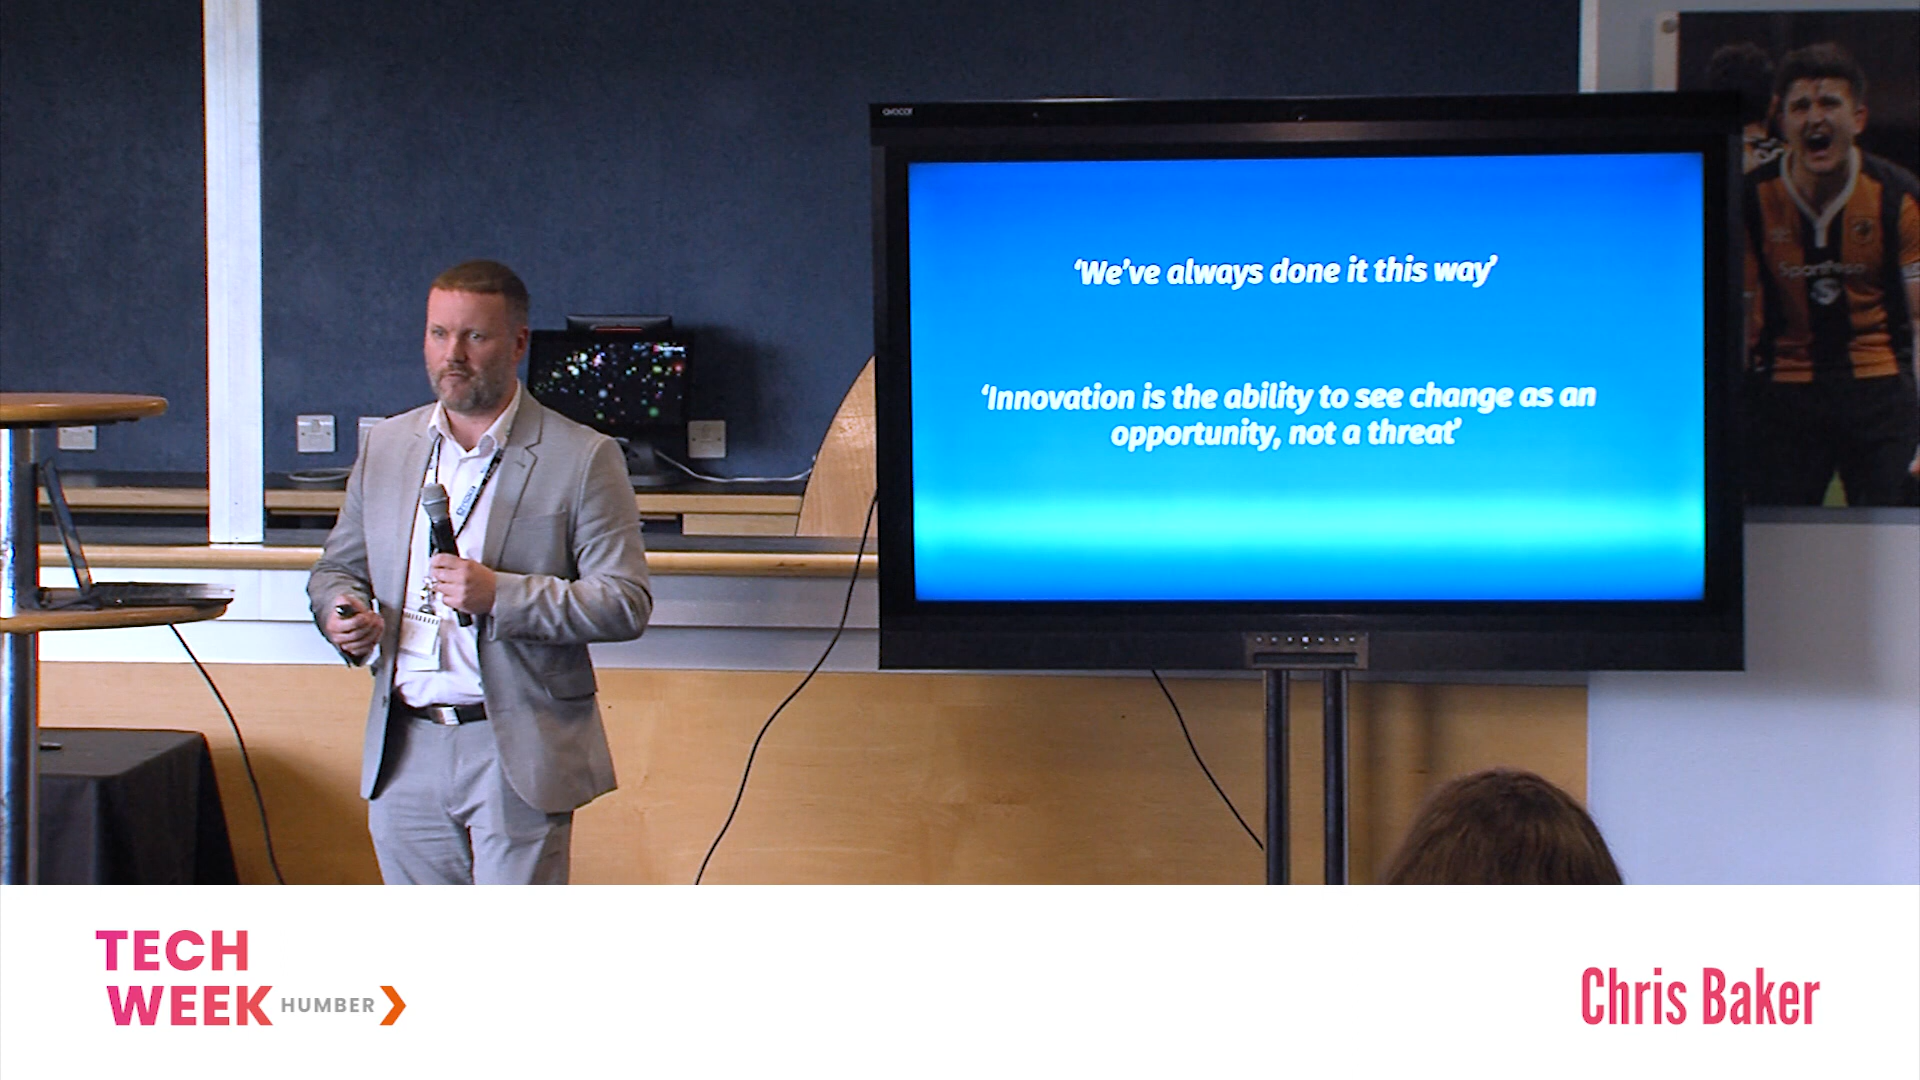 avocor
‘We’ve always done it this way’
‘Innovation is the ability to see change as an
opportunity, not a threat’
TECH
WEEK HUMBER
Chris Baker